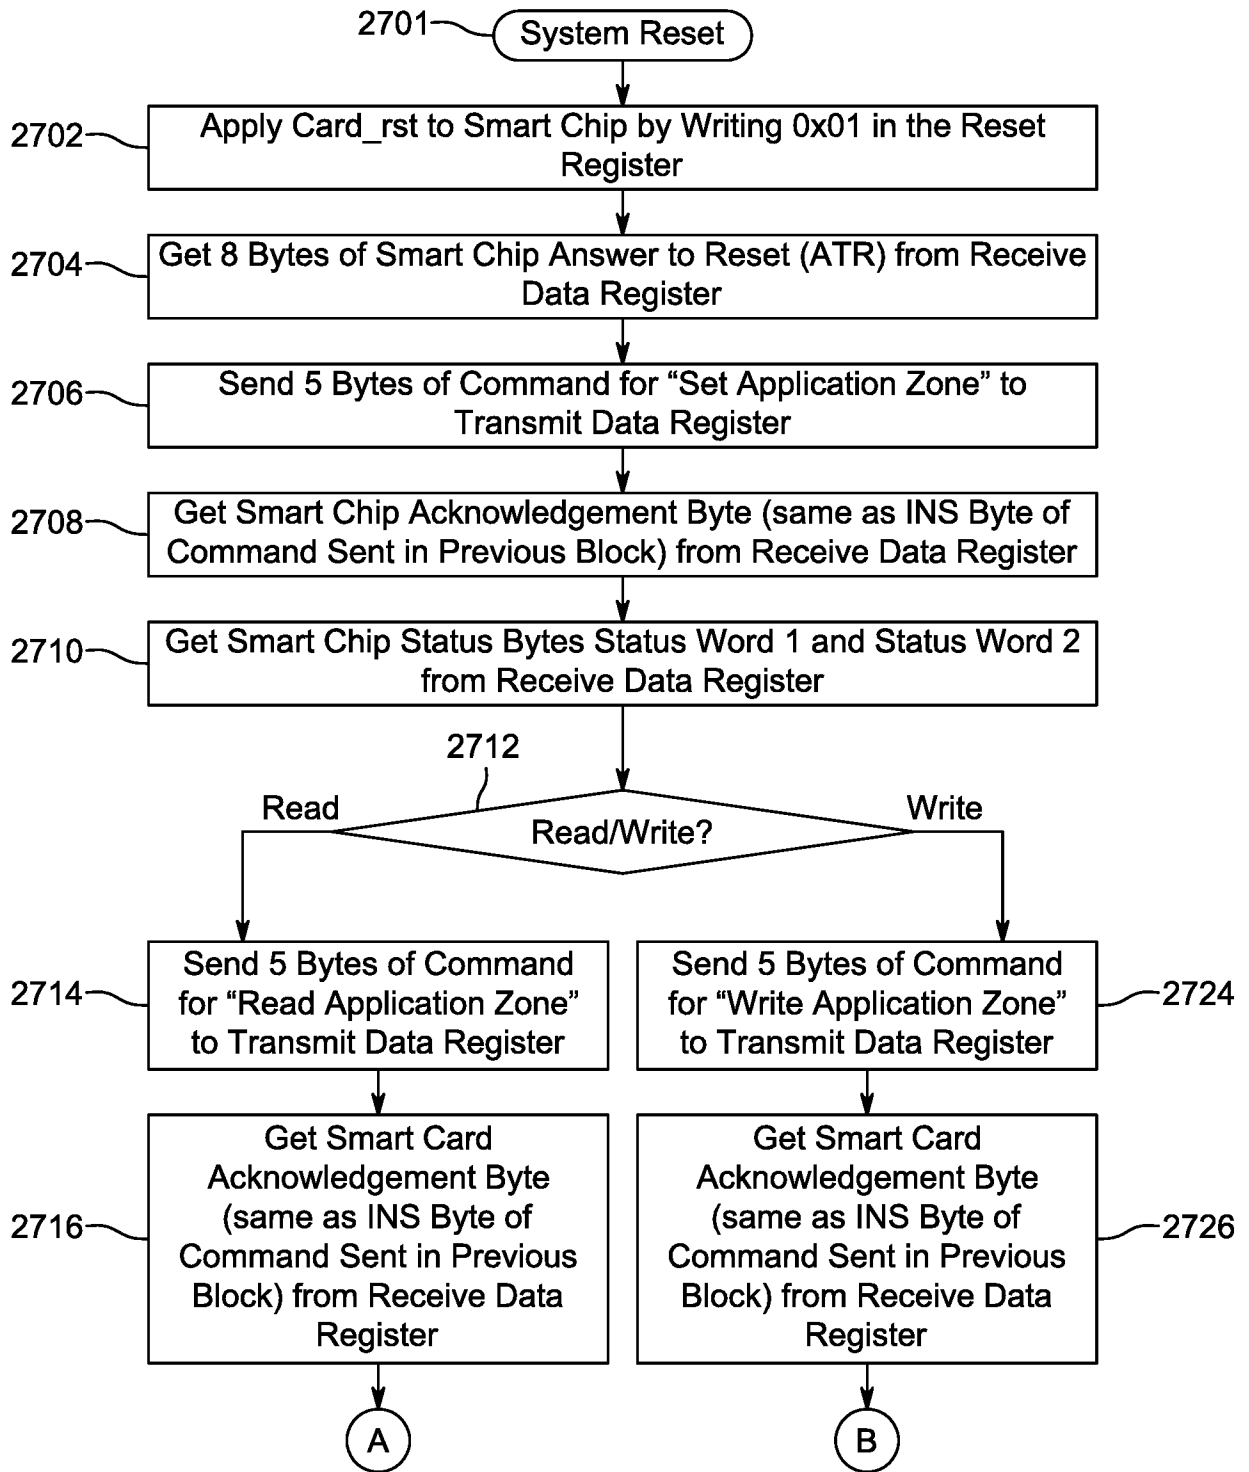 2701
System Reset
2702
Apply Card_rst to Smart Chip by Writing 0x01 in the Reset
Register
2704
Get 8 Bytes of Smart Chip Answer to Reset (ATR) from Receive
Data Register
2706
Send 5 Bytes of Command for “Set Application Zone” to
Transmit Data Register
2708
Get Smart Chip Acknowledgement Byte (same as INS Byte of
Command Sent in Previous Block) from Receive Data Register
2710
Get Smart Chip Status Bytes Status Word 1 and Status Word 2
from Receive Data Register
2712
Read
Read/Write?
Write
2714
Send 5 Bytes of Command
for “Read Application Zone”
to Transmit Data Register
Send 5 Bytes of Command
for “Write Application Zone”
to Transmit Data Register
2724
2716
Get Smart Card
Acknowledgement Byte
(same as INS Byte of
Command Sent in Previous
Block) from Receive Data
Register
Get Smart Card
Acknowledgement Byte
(same as INS Byte of
Command Sent in Previous
Block) from Receive Data
Register
2726
A
B